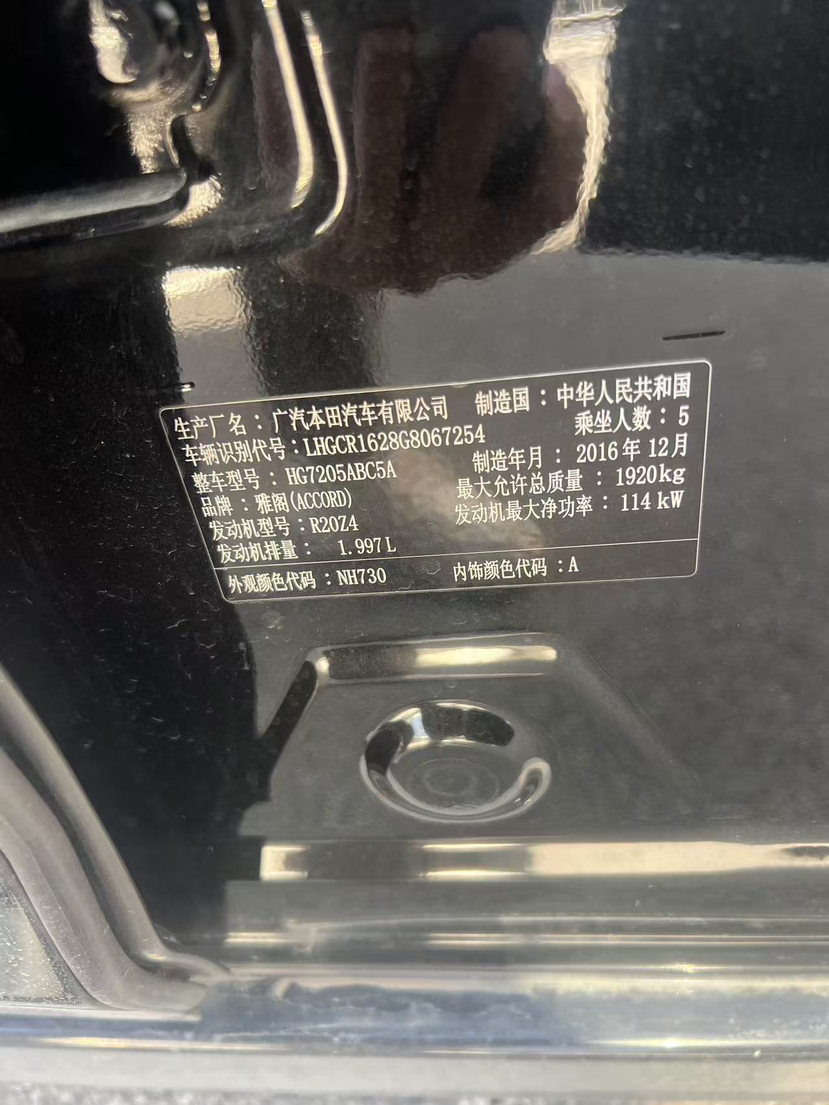 生产厂名：广汽本田汽车有限公司 制造国：中华人民共和国
车辆识别代号：LHGCR1628G8067254 乘坐人数：5
整车型号：HG7205ABC5A 制造年月：2016年12月
品牌：雅阁(ACCORD) 最大允许总质量：1920kg
发动机型号：R20Z4 发动机最大净功率：114kW
发动机排量：1.997L
外观颜色代码：NH730 内饰颜色代码：A